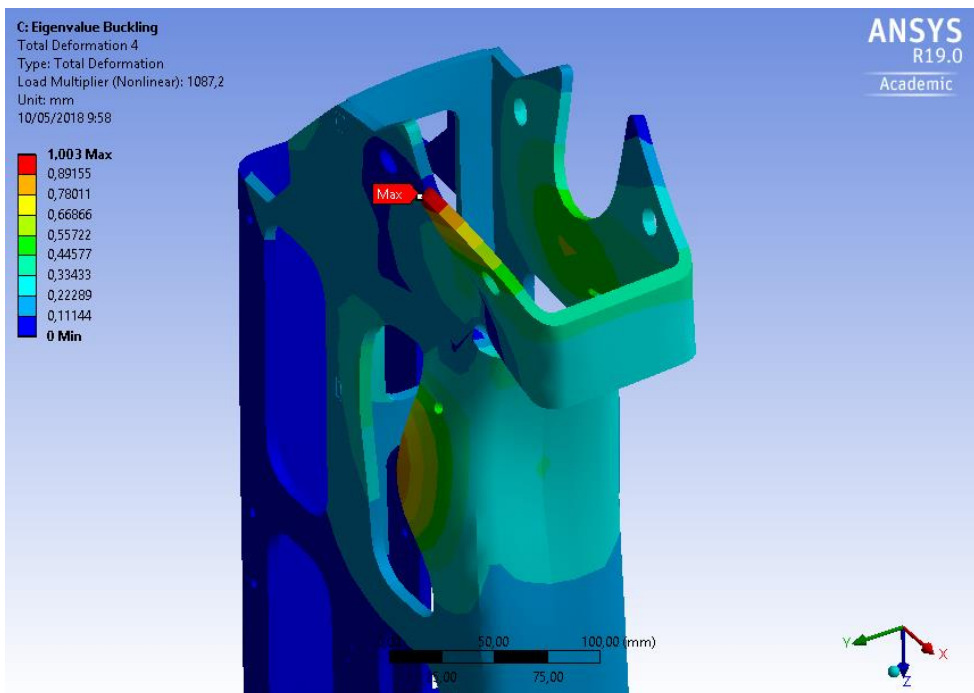 C: Eigenvalue Buckling
Total Deformation 4
Type: Total Deformation
Load Multiplier (Nonlinear): 1087,2
Unit: mm
10/05/2018 9:58
ANSYS
R19.0
Academic
1,003 Max
0,89155
0,78011
0,66866
0,55722
0,44577
0,33433
0,22289
0,11144
0 Min
Max
50,00
100,00 (mm)
75,00
Y
X
Z